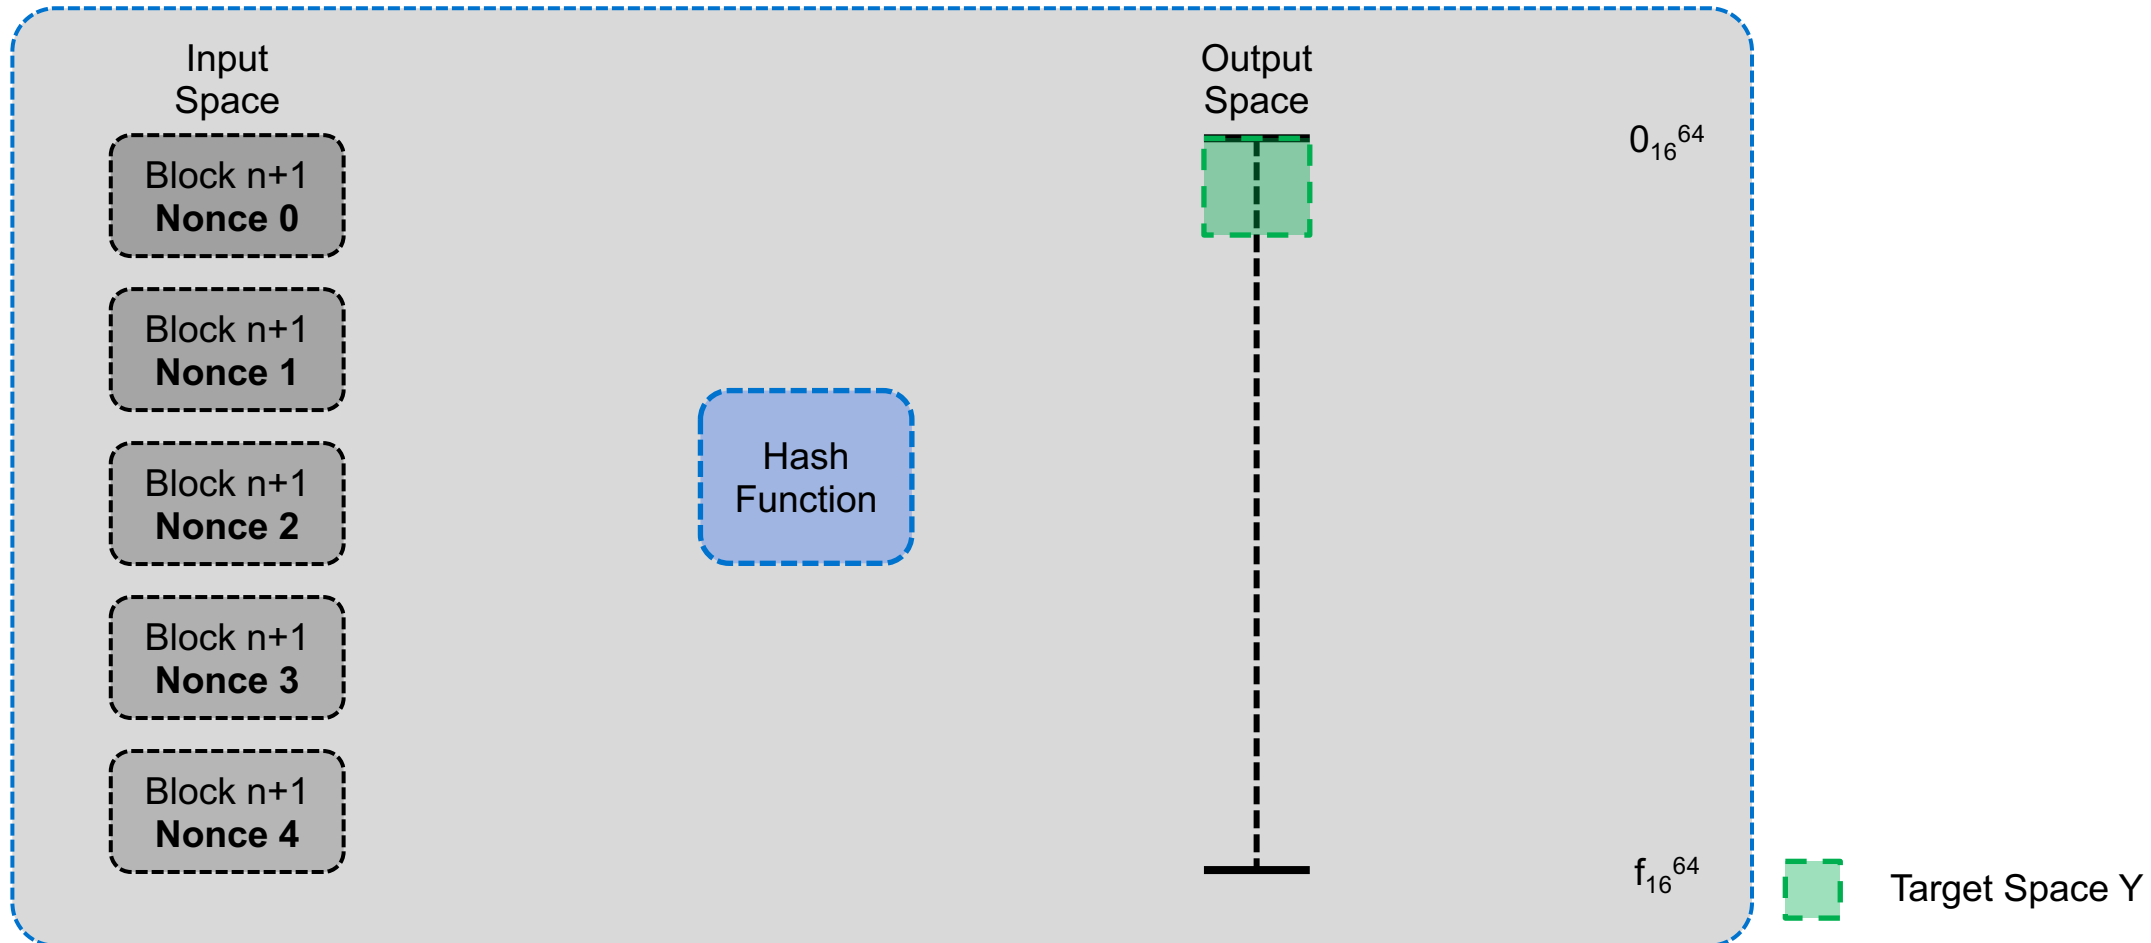 Input
Space
Block n+1
Nonce 0
Block n+1
Nonce 1
Block n+1
Nonce 2
Block n+1
Nonce 3
Block n+1
Nonce 4
Hash
Function
Output
Space
0₁₆⁶⁴
f₁₆⁶⁴
Target Space Y